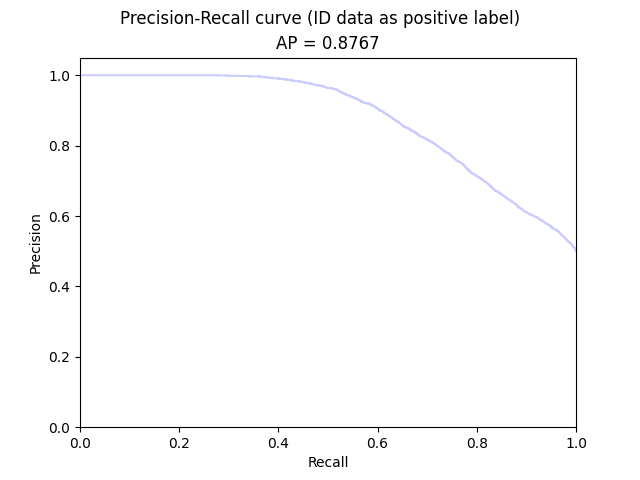 Precision-Recall curve (ID data as positive label)
AP = 0.8767
1.0
0.8
0.6
0.4
0.2
0.0
Precision
0.0 0.2 0.4 0.6 0.8 1.0
Recall